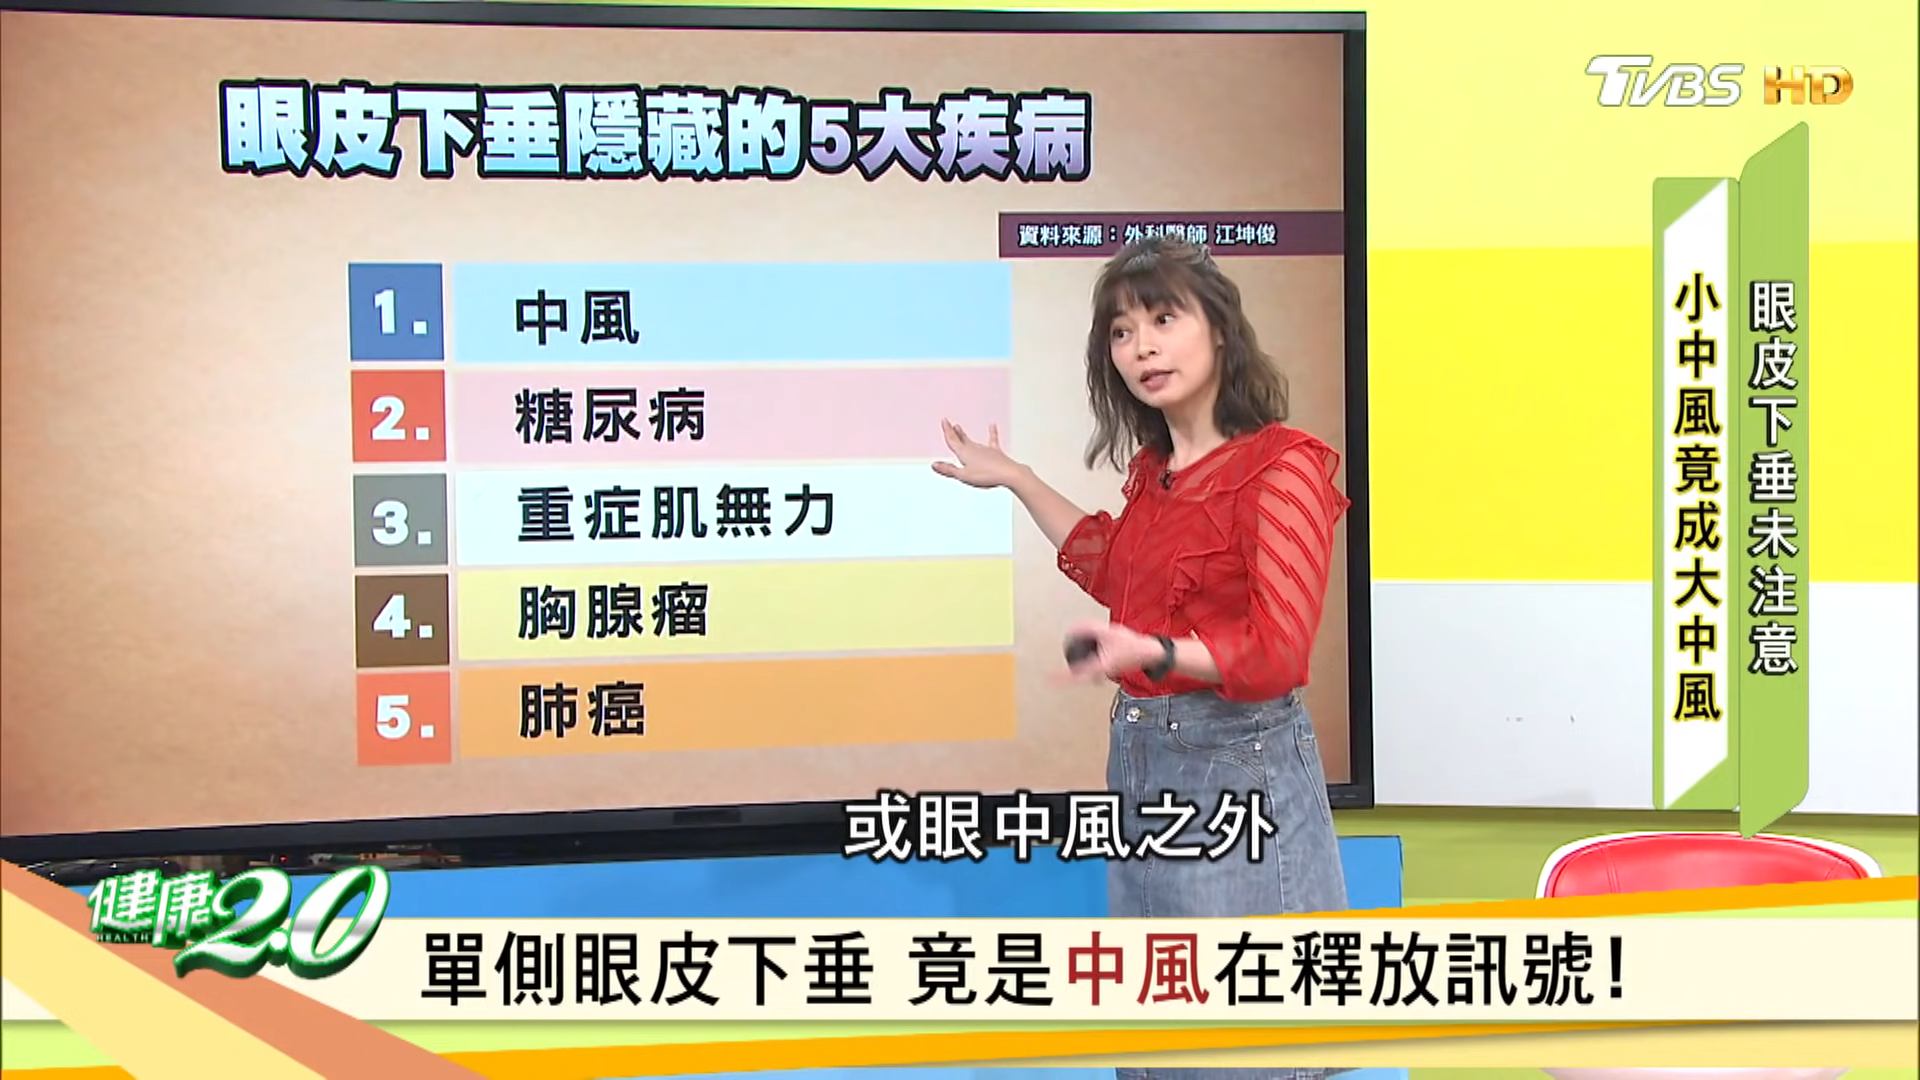 TVBS HD
眼皮下垂隱藏的5大疾病
資料來源：外科醫師 江坤俊
1. 中風
2. 糖尿病
3. 重症肌無力
4. 胸腺瘤
5. 肺癌
眼皮下垂未注意
小中風竟成大中風
或眼中風之外
健康2.0
HEALTH
單側眼皮下垂 竟是中風在釋放訊號!